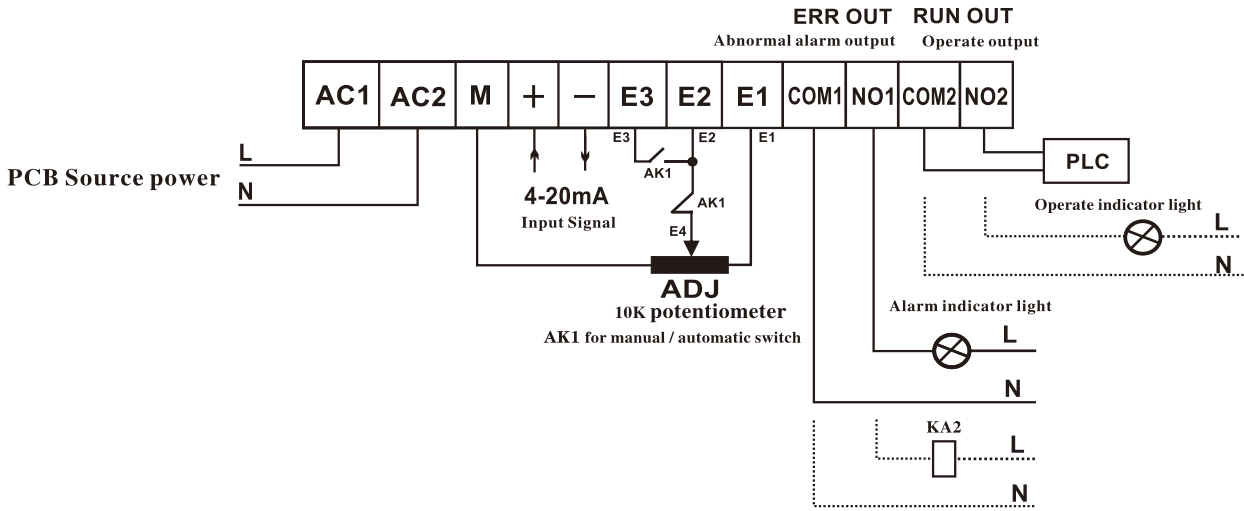 ERR OUT RUN OUT
Abnormal alarm output Operate output
AC1 AC2 M + − E3 E2 E1 COM1 NO1 COM2 NO2
E3 E2 E1
L
PCB Source power
N
AK1
PLC
4-20mA
Input Signal
AK1
E4
Operate indicator light
L
N
ADJ
10K potentiometer
AK1 for manual / automatic switch
Alarm indicator light
L
N
KA2
L
N